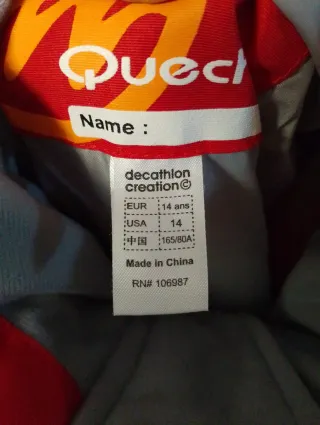 Quech
Name :
decathlon
creation©
EUR 14 ans
USA 14
中国 165/80A
Made in China
RN# 106987